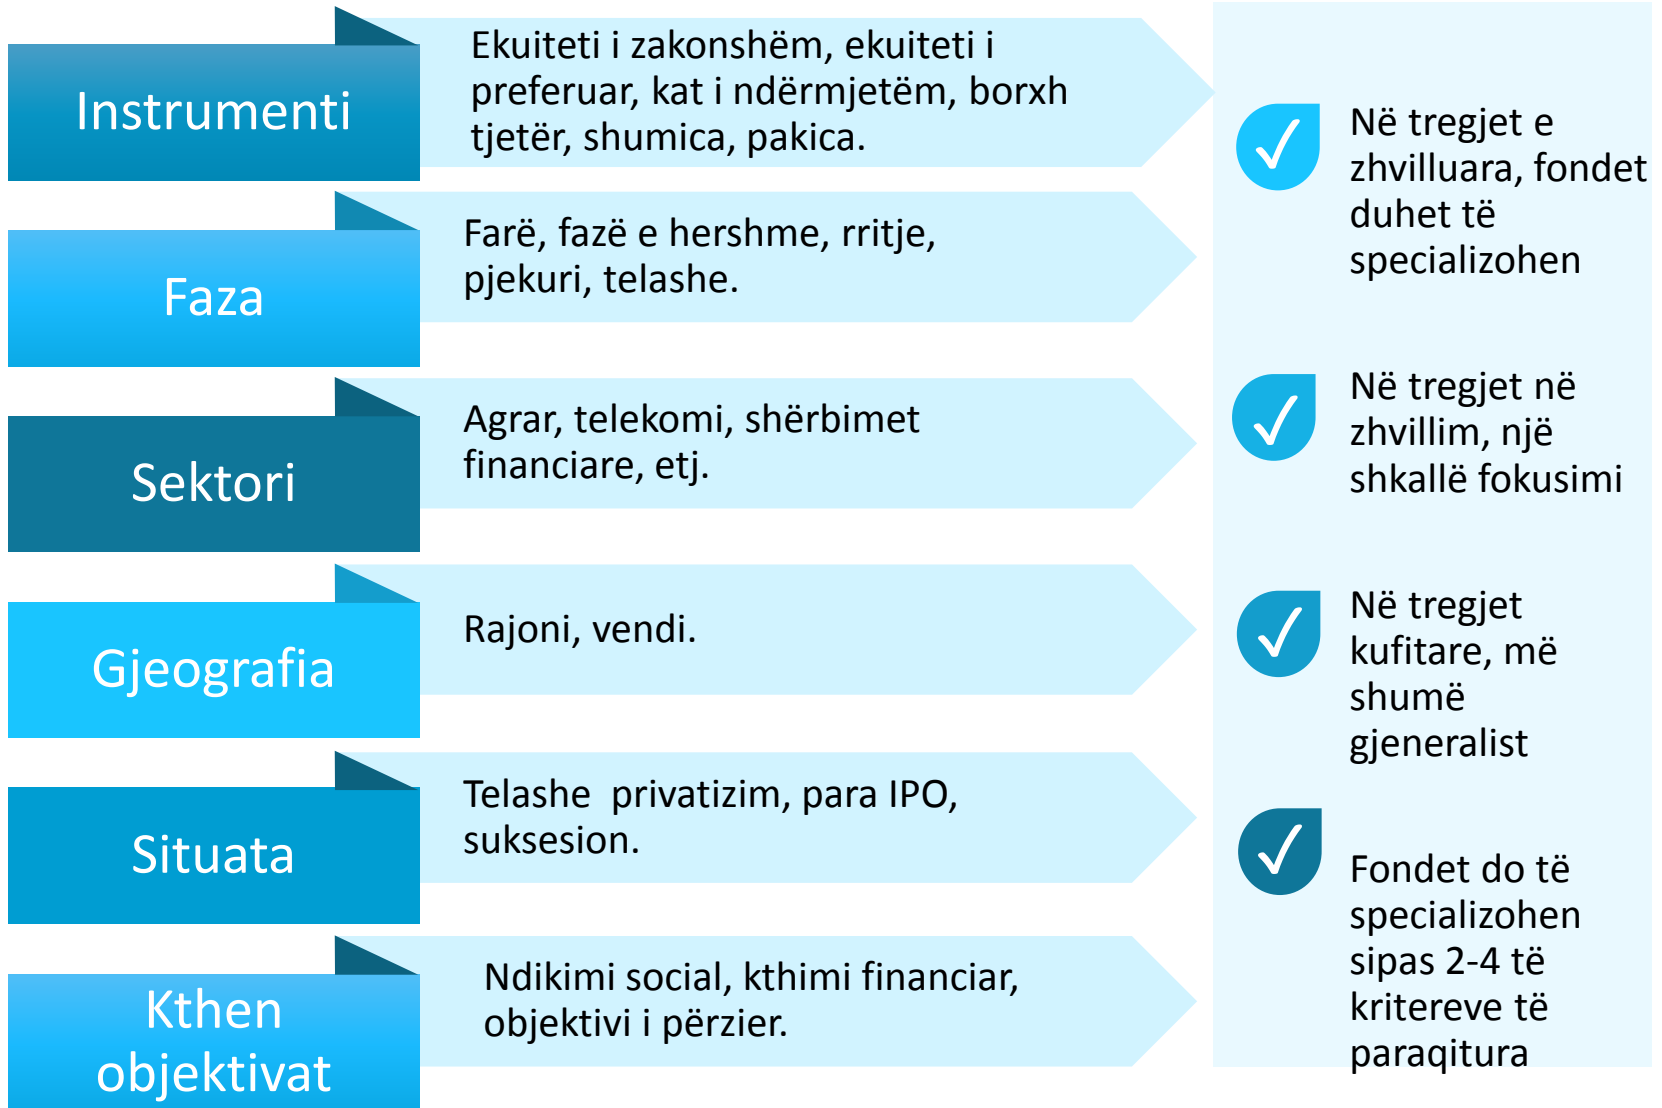 Instrumenti
Ekuiteti i zakonshëm, ekuiteti i
preferuar, kat i ndërmjetëm, borxh
tjetër, shumica, pakica.
Faza
Farë, fazë e hershme, rritje,
pjekuri, telashe.
Sektori
Agrar, telekomi, shërbimet
financiare, etj.
Gjeografia
Rajoni, vendi.
Situata
Telashe  privatizim, para IPO,
suksesion.
Kthen
objektivat
Ndikimi social, kthimi financiar,
objektivi i përzier.
Në tregjet e
zhvilluara, fondet
duhet të
specializohen
Në tregjet në
zhvillim, një
shkallë fokusimi
Në tregjet
kufitare, më
shumë
gjeneralist
Fondet do të
specializohen
sipas 2-4 të
kritereve të
paraqitura